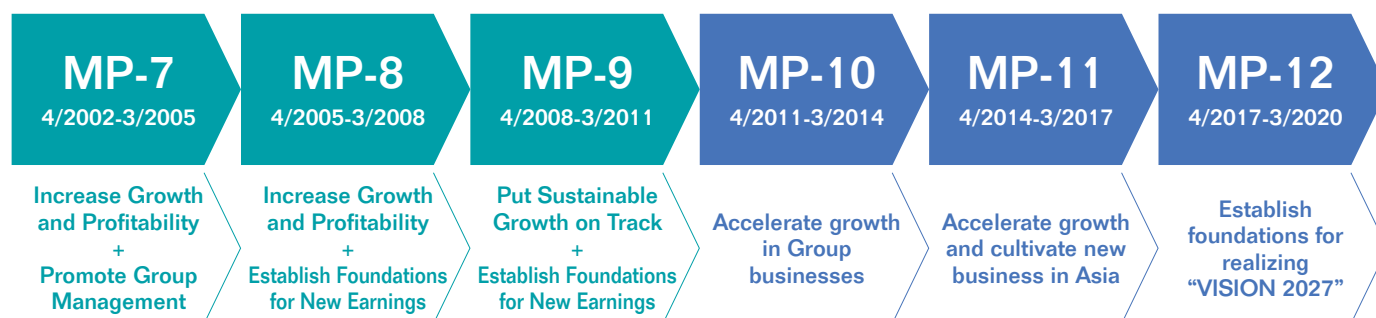 MP-7
4/2002-3/2005
MP-8
4/2005-3/2008
MP-9
4/2008-3/2011
MP-10
4/2011-3/2014
MP-11
4/2014-3/2017
MP-12
4/2017-3/2020
Increase Growth
and Profitability
+
Promote Group
Management
Increase Growth
and Profitability
+
Establish Foundations
for New Earnings
Put Sustainable
Growth on Track
+
Establish Foundations
for New Earnings
Accelerate growth
in Group
businesses
Accelerate growth
and cultivate new
business in Asia
Establish
foundations for
realizing
“VISION 2027”